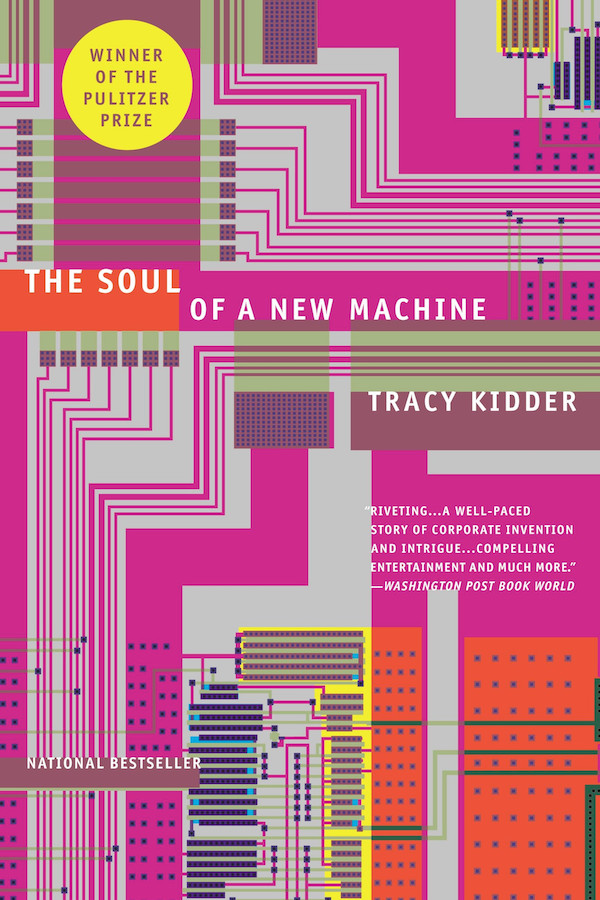 WINNER
OF THE
PULITZER
PRIZE
THE SOUL
OF A NEW MACHINE
TRACY KIDDER
“RIVETING...A WELL-PACED
STORY OF CORPORATE INVENTION
AND INTRIGUE...COMPELLING
ENTERTAINMENT AND MUCH MORE.”
—WASHINGTON POST BOOK WORLD
NATIONAL BESTSELLER